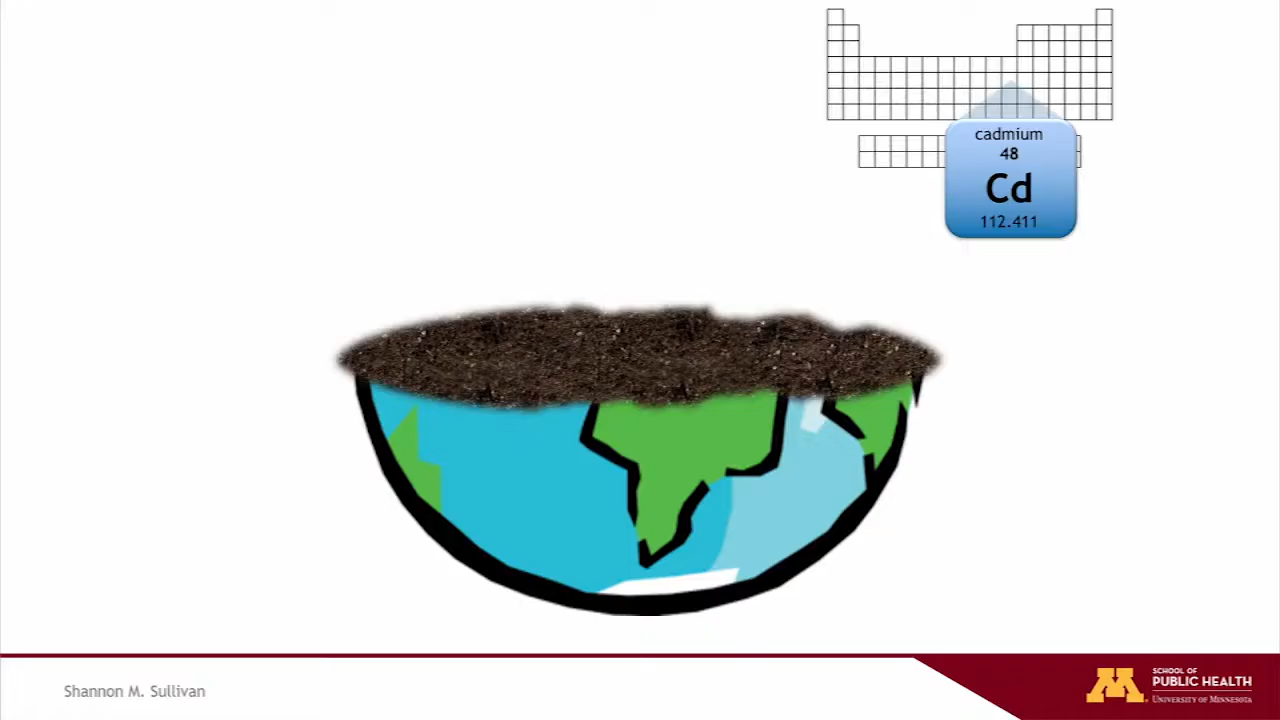 cadmium
48
Cd
112.411
Shannon M. Sullivan
M
SCHOOL OF
PUBLIC HEALTH
UNIVERSITY OF MINNESOTA